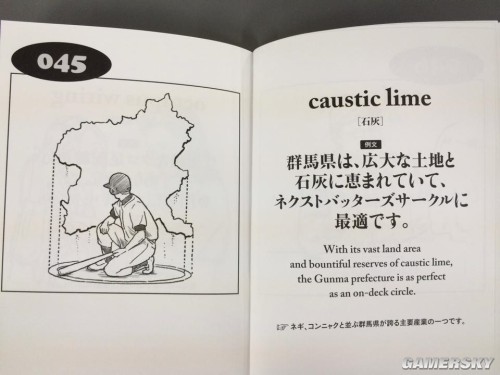 045
caustic lime
[石灰]
例文
群馬県は、広大な土地と
石灰に恵まれていて、
ネクストバッターズサークルに
最適です。
With its vast land area
and bountiful reserves of caustic lime,
the Gunma prefecture is as perfect
as an on-deck circle.
☞ ネギ、コンニャクと並ぶ群馬県が誇る主要産業の一つです。
GAMERSKY